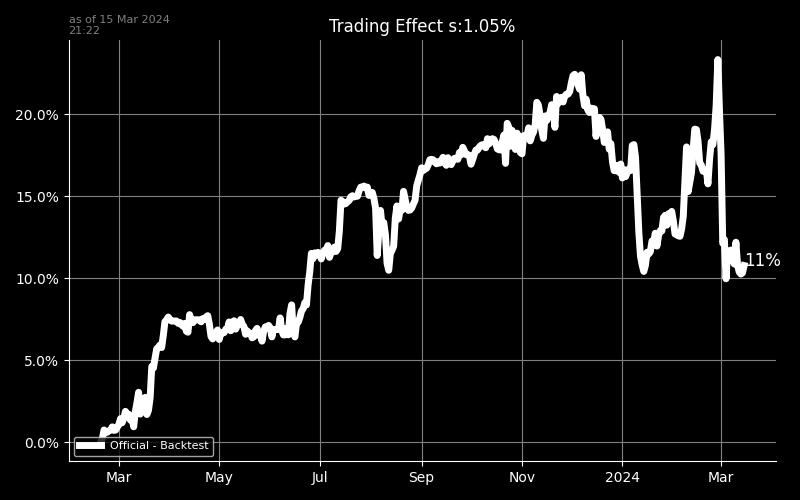 as of 15 Mar 2024
21:22
Trading Effect s:1.05%
20.0%
15.0%
10.0%
5.0%
0.0%
11%
Official - Backtest
Mar May Jul Sep Nov 2024 Mar